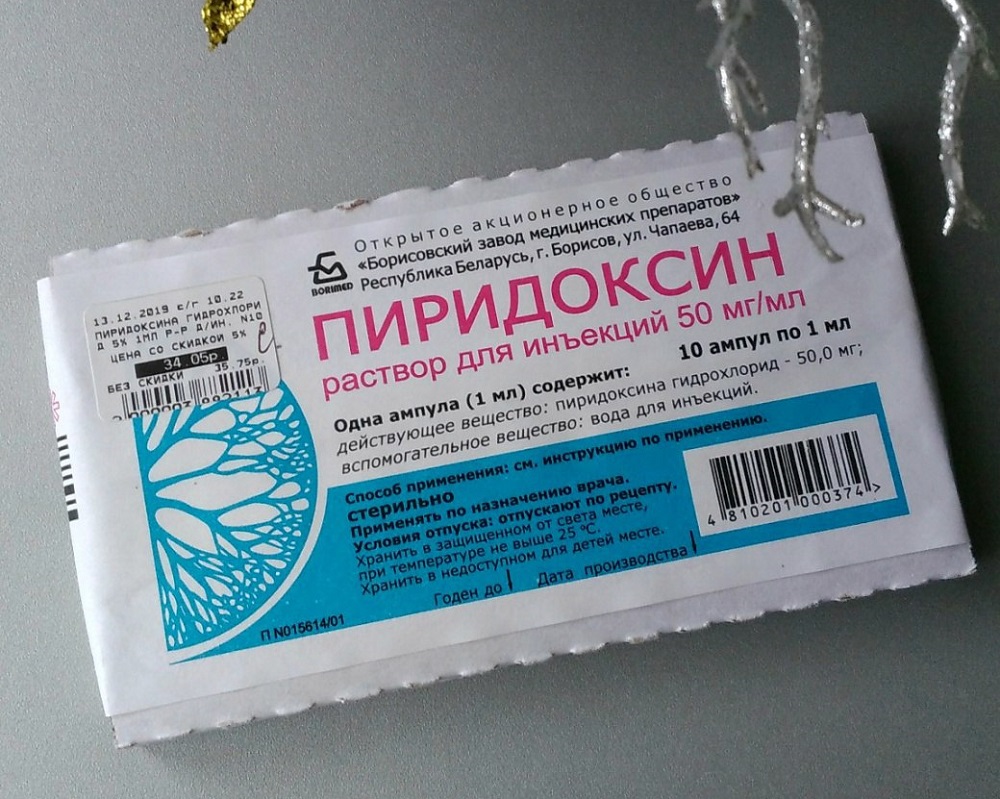 Открытое акционерное общество
«Борисовский завод медицинских препаратов»
Республика Беларусь, г. Борисов, ул. Чапаева, 64
BORIMED
ПИРИДОКСИН
раствор для инъекций 50 мг/мл
10 ампул по 1 мл
Одна ампула (1 мл) содержит:
действующее вещество: пиридоксина гидрохлорид - 50,0 мг;
вспомогательное вещество: вода для инъекций.
13.12.2019 с/г 10.22
ПИРИДОКСИНА ГИДРОХЛОРИ
Д 5% 1МЛ Р-Р Д/ИН. N10
ЦЕНА СО СКИДКОЙ 5%
34.05р.
БЕЗ СКИДКИ 35.75р.
Способ применения: см. инструкцию по применению.
стерильно
Применять по назначению врача.
Условия отпуска: отпускают по рецепту.
Хранить в защищенном от света месте,
при температуре не выше 25 °C.
Хранить в недоступном для детей месте.
Годен до Дата производства
4 810201 000374 >
П N015614/01